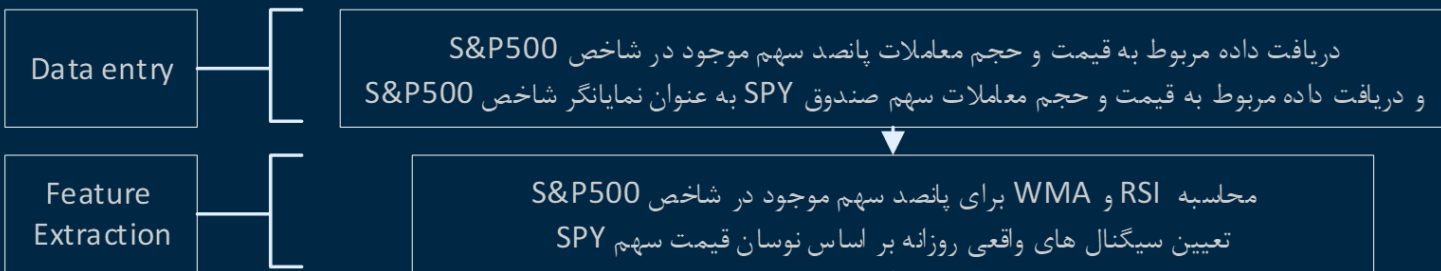 Data entry
دریافت داده مربوط به قیمت و حجم معاملات پانصد سهم موجود در شاخص S&P500
و دریافت داده مربوط به قیمت و حجم معاملات سهم صندوق SPY به عنوان نمایانگر شاخص S&P500
Feature
Extraction
محاسبه RSI و WMA برای پانصد سهم موجود در شاخص S&P500
تعیین سیگنال های واقعی روزانه بر اساس نوسان قیمت سهم SPY